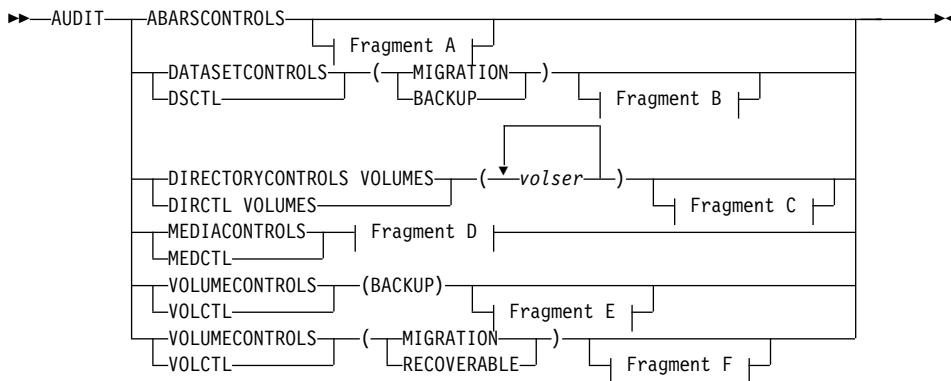 AUDIT ABARSCONTROLS
Fragment A
DATASETCONTROLS ( MIGRATION )
DSCTL BACKUP Fragment B
DIRECTORYCONTROLS VOLUMES ( volser )
DIRCTL VOLUMES Fragment C
MEDIACONTROLS Fragment D
MEDCTL
VOLUMECONTROLS (BACKUP)
VOLCTL Fragment E
VOLUMECONTROLS ( MIGRATION )
VOLCTL RECOVERABLE Fragment F